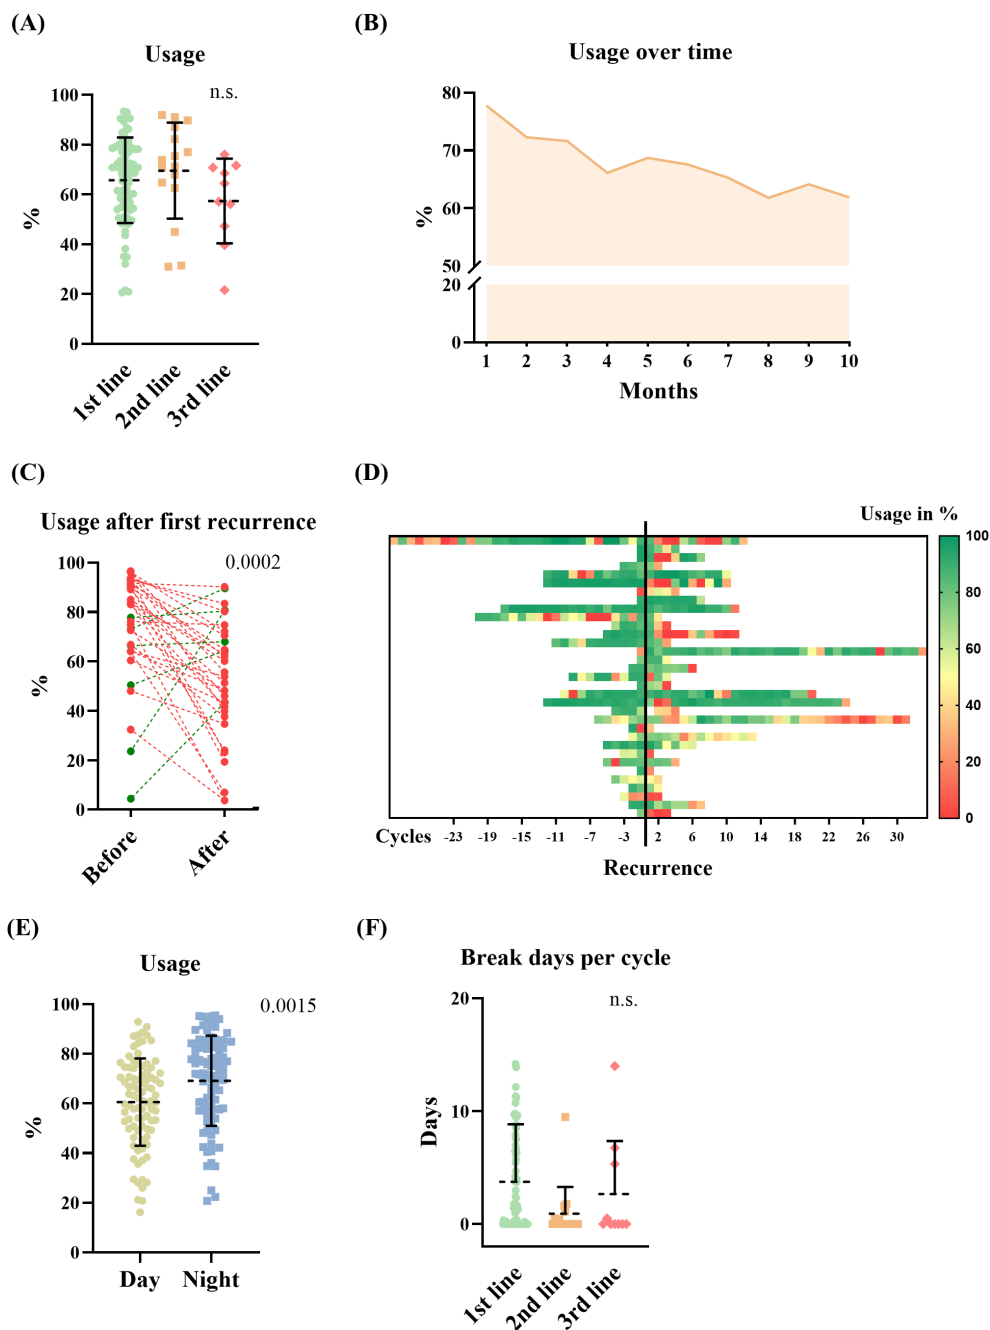 (A)
Usage
n.s.
100
80
60
40
20
0
%
1st line
2nd line
3rd line
(B)
Usage over time
80
70
60
50
20
0
%
1 2 3 4 5 6 7 8 9 10
Months
(C)
Usage after first recurrence
0.0002
100
80
60
40
20
0
%
Before
After
(D)
Usage in %
100
80
60
40
20
0
Cycles -23 -19 -15 -11 -7 -3 2 6 10 14 18 22 26 30
Recurrence
(E)
Usage
0.0015
100
80
60
40
20
0
%
Day Night
(F)
Break days per cycle
n.s.
20
10
0
Days
1st line
2nd line
3rd line